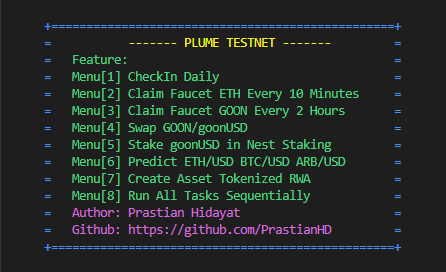 +==================================================+
= ------- PLUME TESTNET ------- =
= Feature: =
= Menu[1] CheckIn Daily =
= Menu[2] Claim Faucet ETH Every 10 Minutes =
= Menu[3] Claim Faucet GOON Every 2 Hours =
= Menu[4] Swap GOON/goonUSD =
= Menu[5] Stake goonUSD in Nest Staking =
= Menu[6] Predict ETH/USD BTC/USD ARB/USD =
= Menu[7] Create Asset Tokenized RWA =
= Menu[8] Run All Tasks Sequentially =
= Author: Prastian Hidayat =
= Github: https://github.com/PrastianHD =
+==================================================+